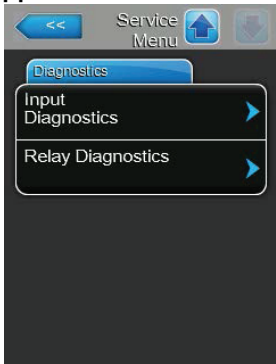 << Service
Menu
Diagnostics
Input
Diagnostics
Relay Diagnostics